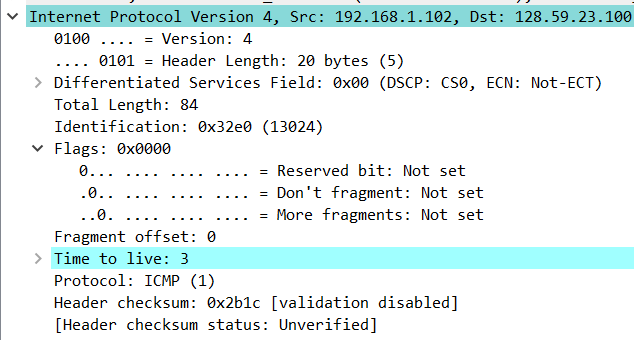 Internet Protocol Version 4, Src: 192.168.1.102, Dst: 128.59.23.100
0100 .... = Version: 4
.... 0101 = Header Length: 20 bytes (5)
Differentiated Services Field: 0x00 (DSCP: CS0, ECN: Not-ECT)
Total Length: 84
Identification: 0x32e0 (13024)
Flags: 0x0000
0... .... .... .... = Reserved bit: Not set
.0.. .... .... .... = Don't fragment: Not set
..0. .... .... .... = More fragments: Not set
Fragment offset: 0
Time to live: 3
Protocol: ICMP (1)
Header checksum: 0x2b1c [validation disabled]
[Header checksum status: Unverified]